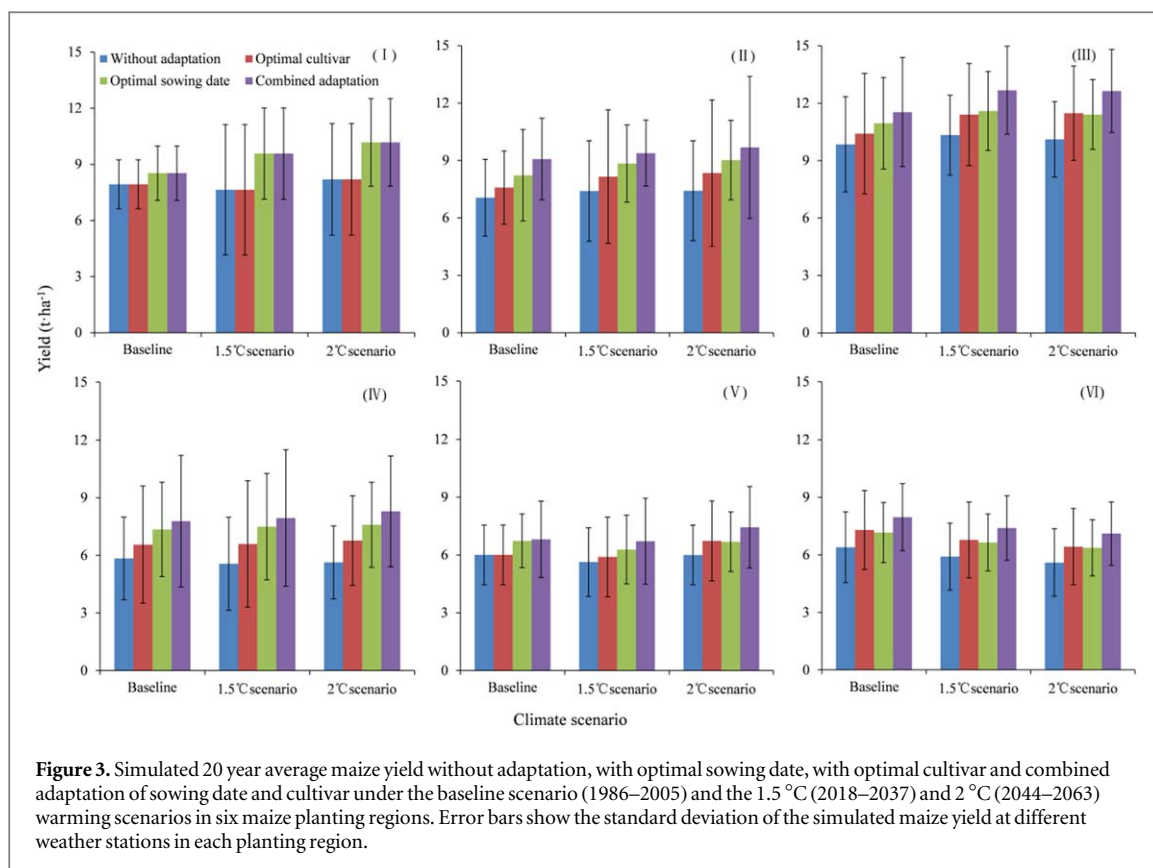 15
12
9
6
3
0
Without adaptation
Optimal cultivar
Optimal sowing date
Combined adaptation
(Ⅰ)
Baseline
1.5℃scenario
2℃scenario
15
12
9
6
3
0
(Ⅱ)
Baseline
1.5℃scenario
2℃scenario
15
12
9
6
3
0
(Ⅲ)
Baseline
1.5℃scenario
2℃scenario
Yield (t·ha⁻¹)
15
12
9
6
3
0
(Ⅳ)
Baseline
1.5℃scenario
2℃scenario
15
12
9
6
3
0
(Ⅴ)
Baseline
1.5℃scenario
2℃scenario
15
12
9
6
3
0
(Ⅵ)
Baseline
1.5℃scenario
2℃scenario
Climate scenario
Figure 3. Simulated 20 year average maize yield without adaptation, with optimal sowing date, with optimal cultivar and combined
adaptation of sowing date and cultivar under the baseline scenario (1986–2005) and the 1.5 °C (2018–2037) and 2 °C (2044–2063)
warming scenarios in six maize planting regions. Error bars show the standard deviation of the simulated maize yield at different
weather stations in each planting region.